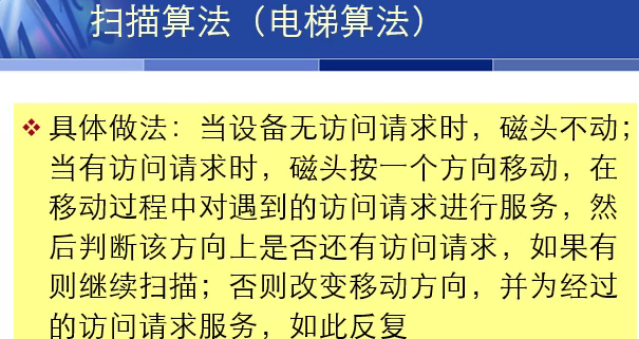 扫描算法（电梯算法）
❖具体做法：当设备无访问请求时，磁头不动；
当有访问请求时，磁头按一个方向移动，在
移动过程中对遇到的访问请求进行服务，然
后判断该方向上是否还有访问请求，如果有
则继续扫描；否则改变移动方向，并为经过
的访问请求服务，如此反复